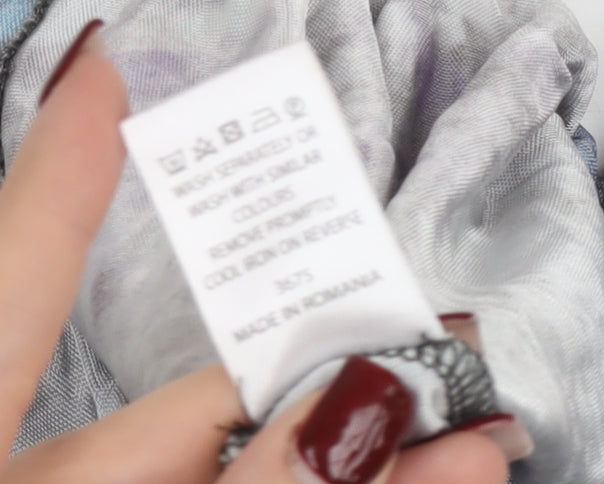 WASH SEPARATELY OR
WASH WITH SIMILAR
COLOURS
REMOVE PROMPTLY
COOL IRON ON REVERSE
3675
MADE IN ROMANIA